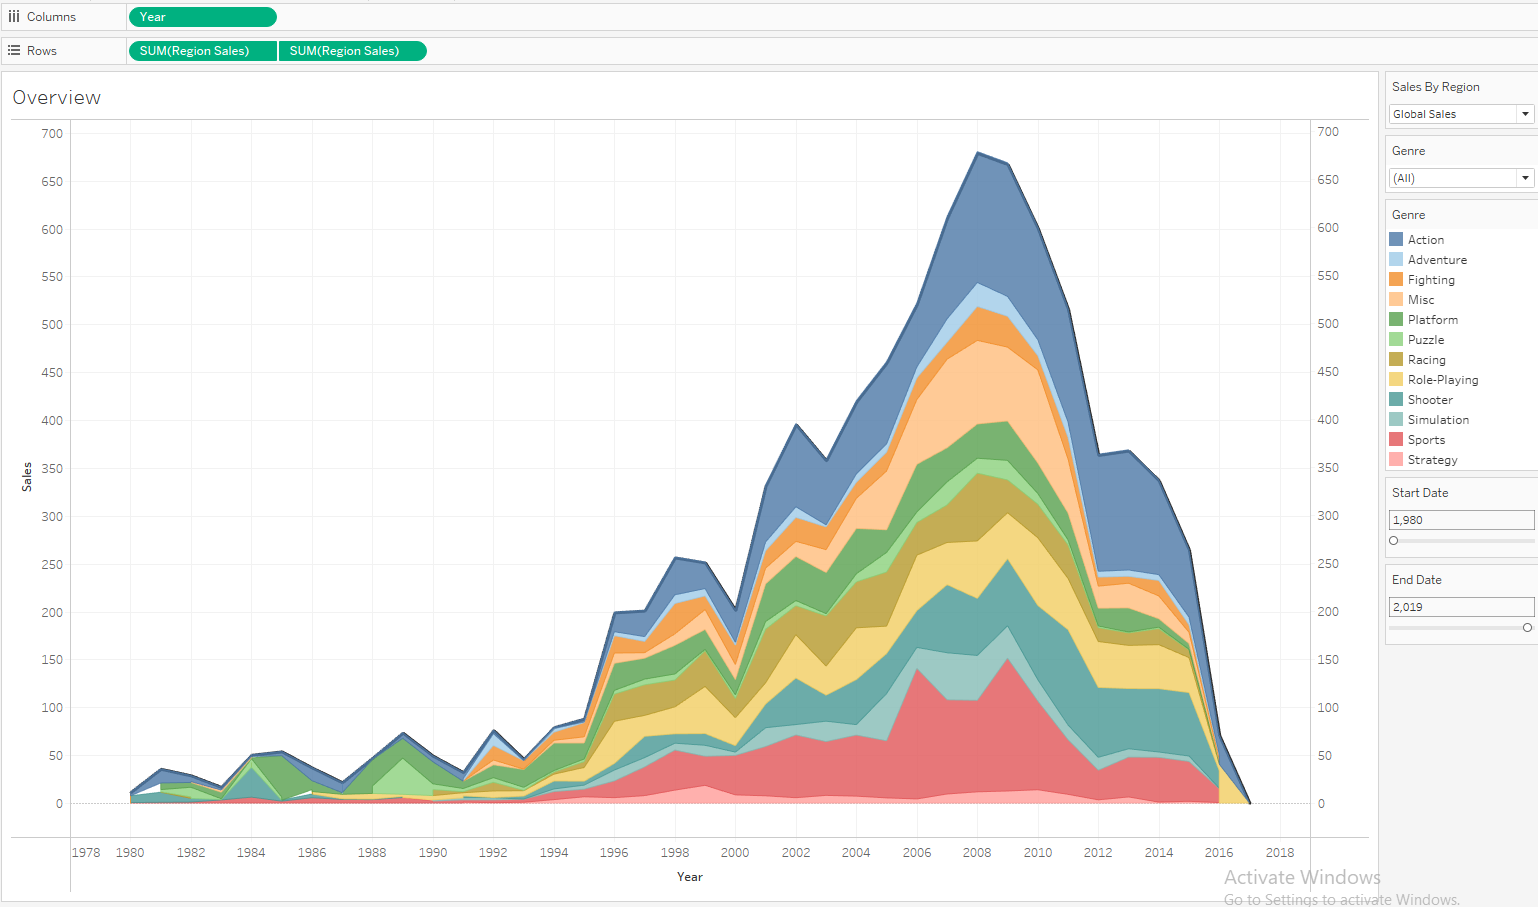 Columns
Year
Rows
SUM(Region Sales) SUM(Region Sales)
Overview
700
650
600
550
500
450
400
350
300
250
200
150
100
50
0
Sales
700
650
600
550
500
450
400
350
300
250
200
150
100
50
0
1978 1980 1982 1984 1986 1988 1990 1992 1994 1996 1998 2000 2002 2004 2006 2008 2010 2012 2014 2016 2018
Year
Sales By Region
Global Sales
Genre
(All)
Genre
Action
Adventure
Fighting
Misc
Platform
Puzzle
Racing
Role-Playing
Shooter
Simulation
Sports
Strategy
Start Date
1,980
End Date
2,019
Activate Windows
Go to Settings to activate Windows.